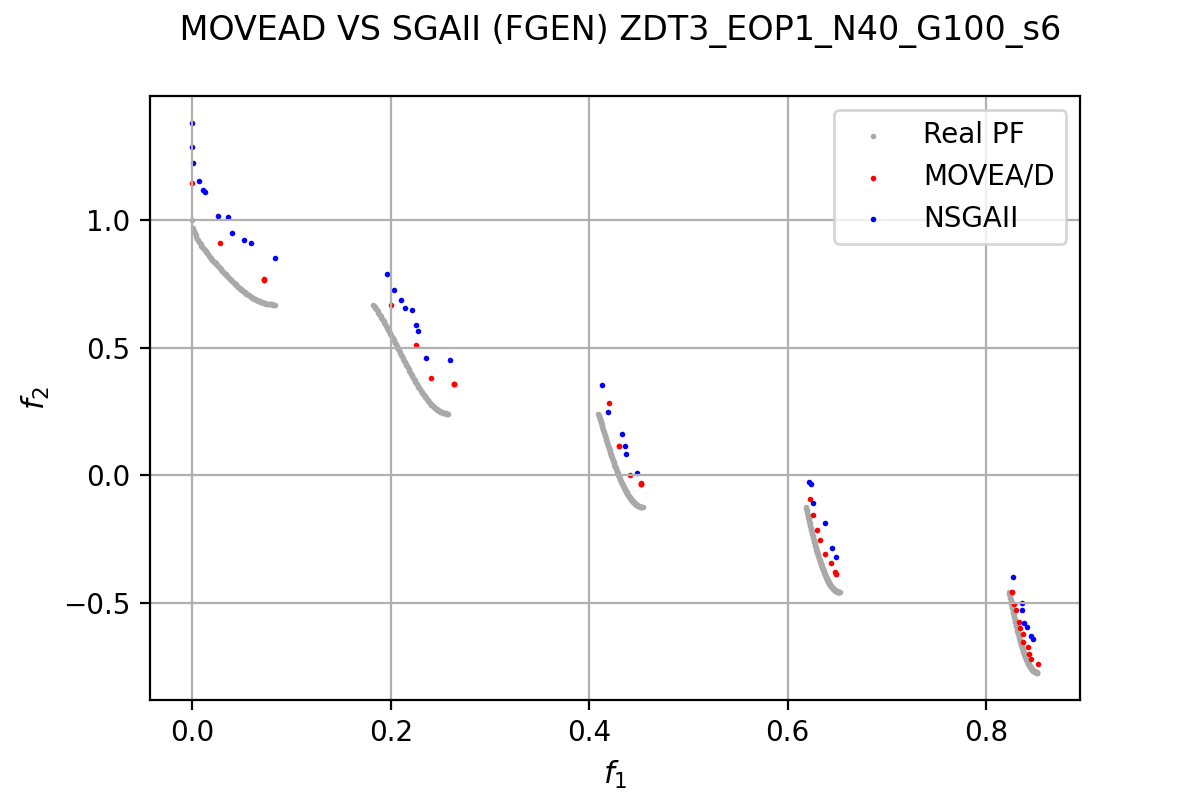 MOVEAD VS SGAII (FGEN) ZDT3_EOP1_N40_G100_s6
Real PF
MOVEA/D
NSGAII
1.0
0.5
0.0
−0.5
f2
0.0 0.2 0.4 0.6 0.8
f1